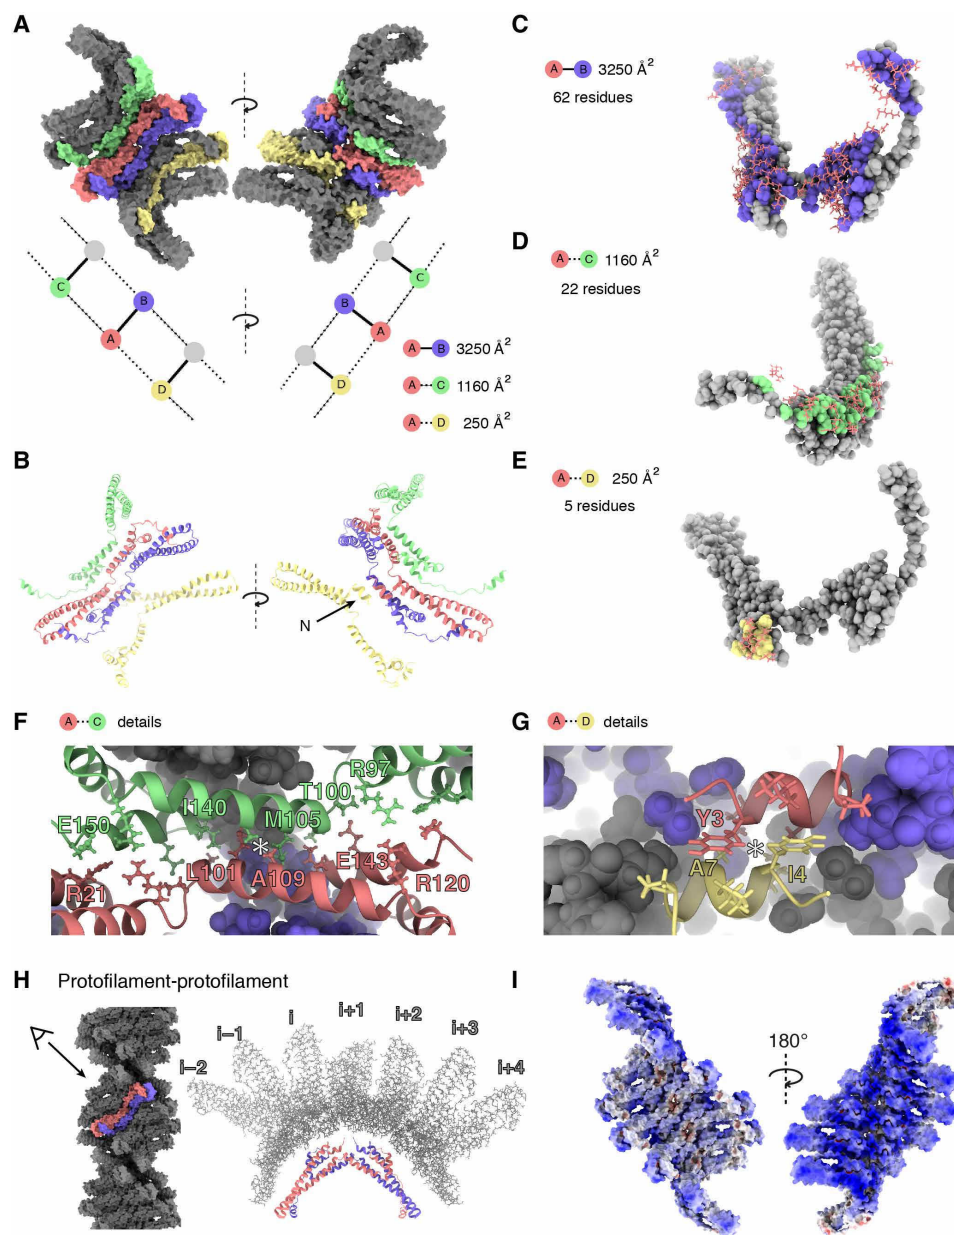 A
C
A B 3250 Å2
62 residues
D
A C 1160 Å2
22 residues
C
B
A
D
C
B
A
D
A B 3250 Å2
A C 1160 Å2
A D 250 Å2
B
N
E
A D 250 Å2
5 residues
F
A C details
R97
T100
I140
M105
E150
*
L101
A109
E143
R21
R120
G
A D details
Y3
*
A7
I4
H Protofilament-protofilament
i−2
i−1
i
i+1
i+2
i+3
i+4
I
180°